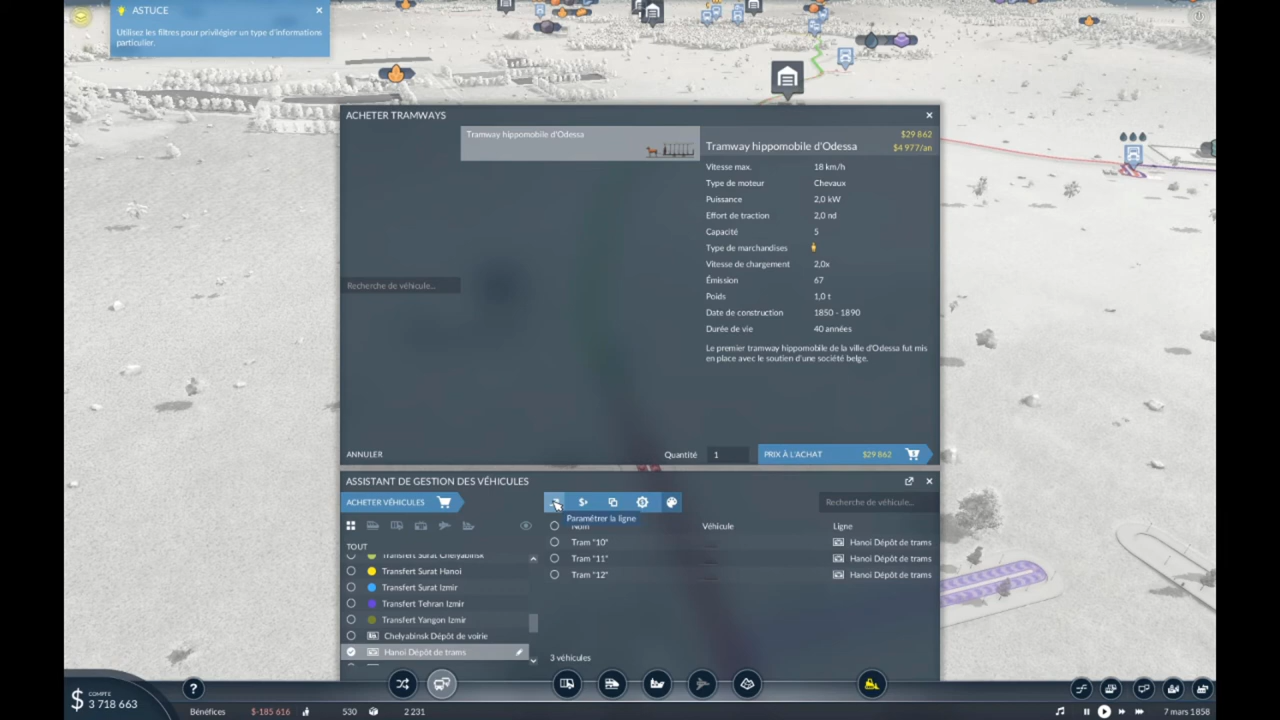 ASTUCE
Utilisez les filtres pour privilégier un type d'informations
particulier.
ACHETER TRAMWAYS
Tramway hippomobile d'Odessa
$29 862
Tramway hippomobile d'Odessa
$4 977/an
Vitesse max. 18 km/h
Type de moteur Chevaux
Puissance 2,0 kW
Effort de traction 2,0 nd
Capacité 5
Type de marchandises
Vitesse de chargement 2,0x
Recherche de véhicule...
Émission 67
Poids 1,0 t
Date de construction 1850 - 1890
Durée de vie 40 années
Le premier tramway hippomobile de la ville d'Odessa fut mis
en place avec le soutien d'une société belge.
ANNULER
Quantité 1
PRIX À L'ACHAT $29 862
ASSISTANT DE GESTION DES VÉHICULES
ACHETER VÉHICULES
Recherche de véhicule...
Paramétrer la ligne
Nom Véhicule Ligne
TOUT
Tram "10" Hanoi Dépôt de trams
Tram "11" Hanoi Dépôt de trams
Tram "12" Hanoi Dépôt de trams
Transfert Surat Chelyabinsk
Transfert Surat Hanoi
Transfert Surat Izmir
Transfert Tehran Izmir
Transfert Yangon Izmir
Chelyabinsk Dépôt de voirie
Hanoi Dépôt de trams
3 véhicules
$ COMPTE
3 718 663
?
Bénéfices $-185 616 530 2 231
7 mars 1858